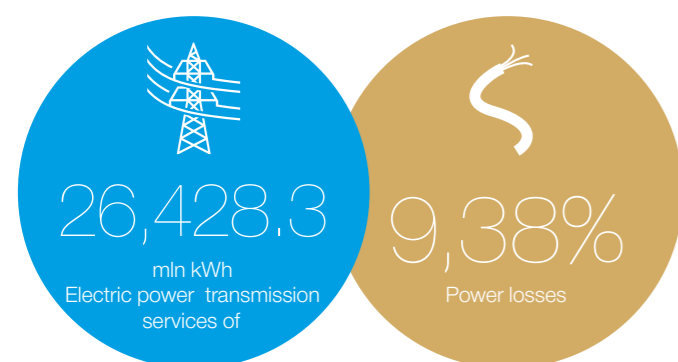 26,428.3
mln kWh
Electric power transmission
services of
9,38%
Power losses